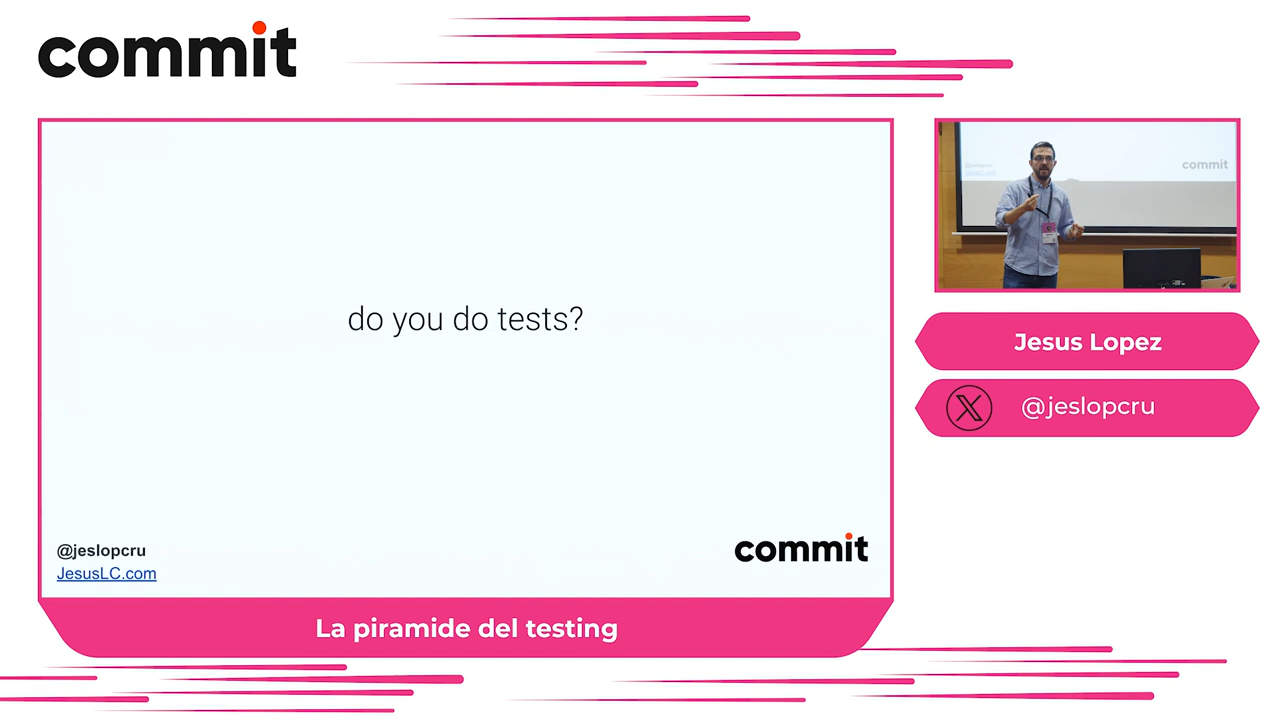 commit
do you do tests?
@jeslopcru
JesusLC.com
commit
La piramide del testing
commit
Jesus Lopez
@jeslopcru